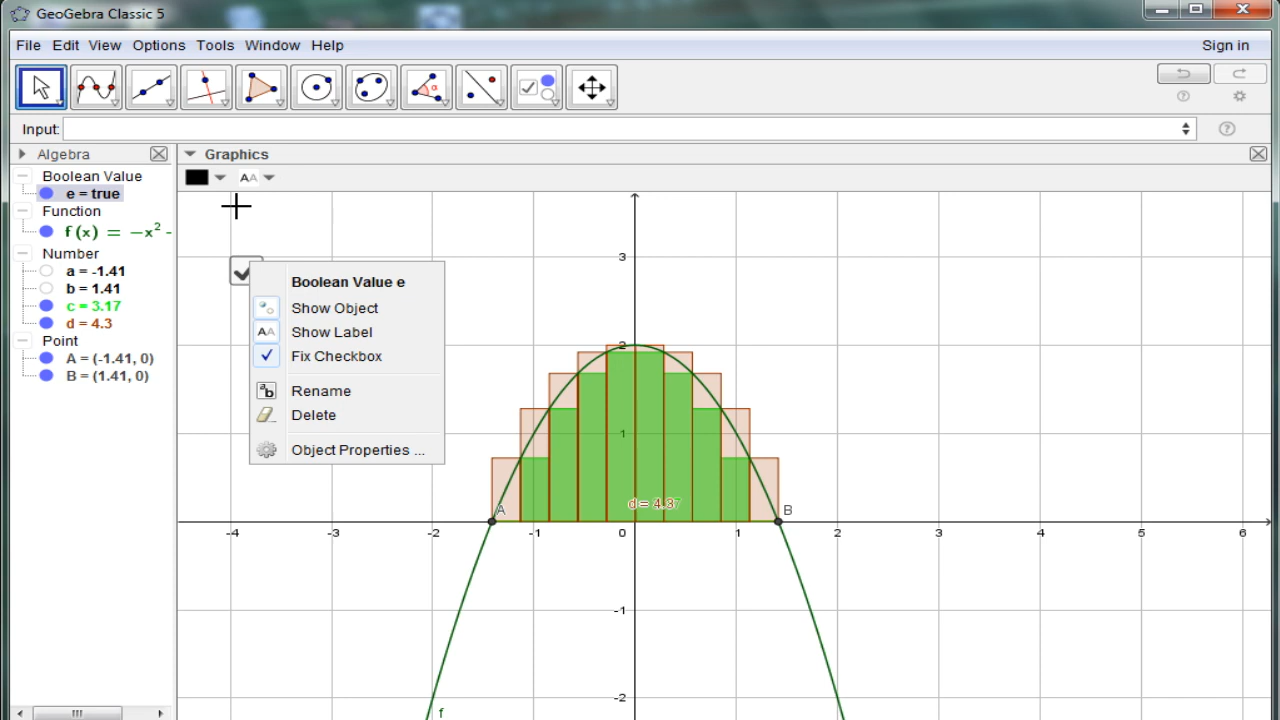 GeoGebra Classic 5
File Edit View Options Tools Window Help Sign in
Input:
Algebra
Graphics
AA
Boolean Value
e = true
Function
f (x) = −x² -
Number
a = -1.41
b = 1.41
c = 3.17
d = 4.3
Point
A = (-1.41, 0)
B = (1.41, 0)
Boolean Value e
Show Object
AA Show Label
Fix Checkbox
ab Rename
Delete
Object Properties ...
3
2
1
A
B
-4 -3 -2 -1 0 1 2 3 4 5 6
-1
-2
f